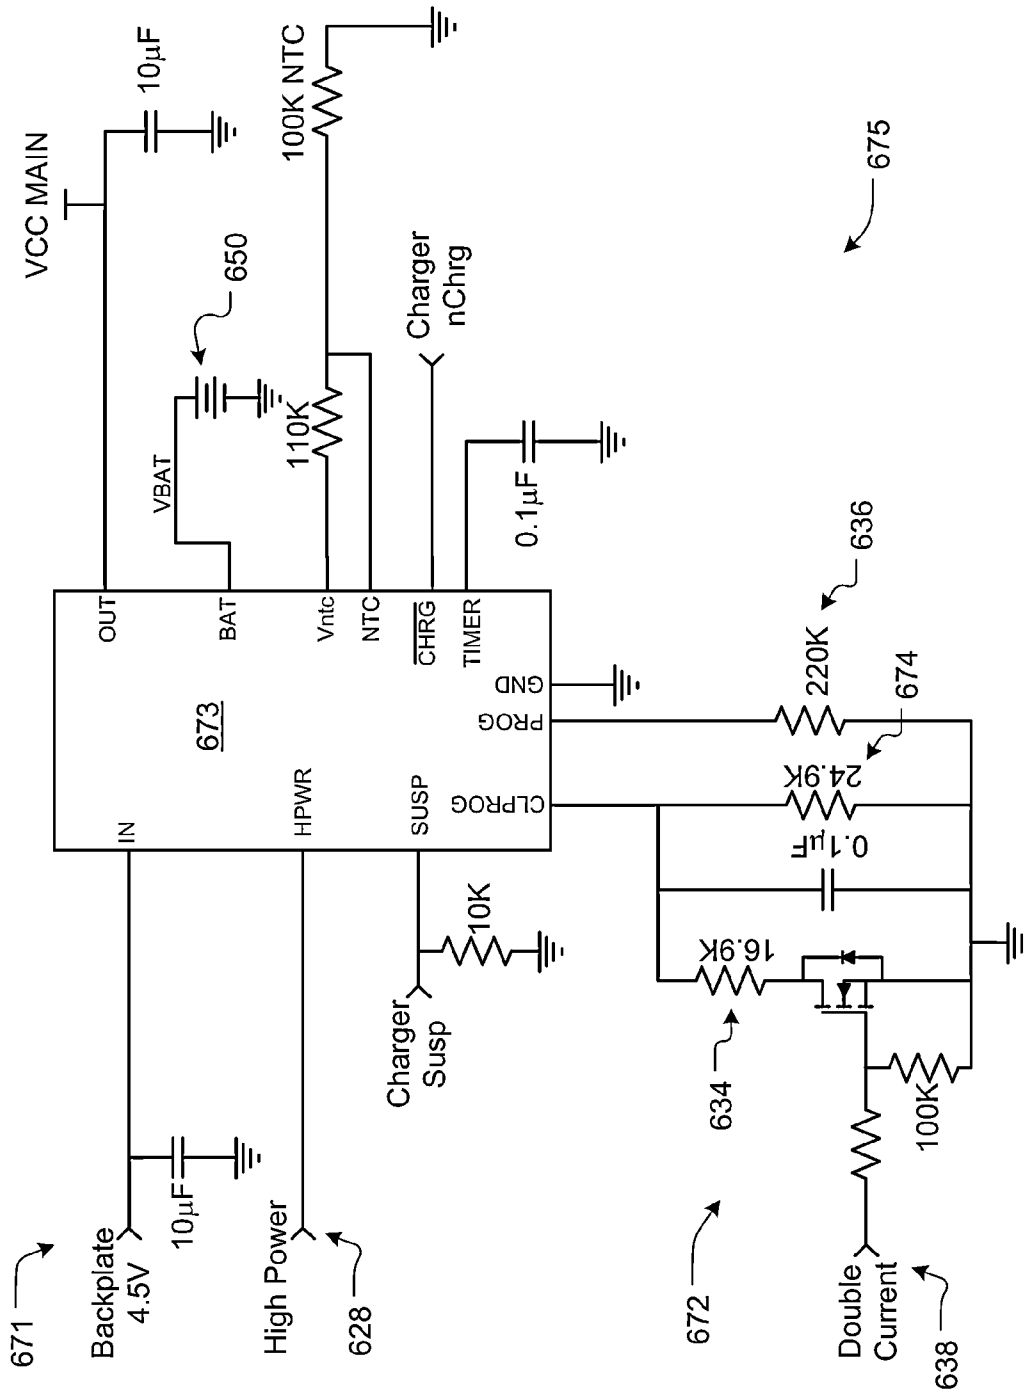 671
Backplate
4.5V
10µF
High Power
628
Charger
Susp
10K
IN
HPWR
SUSP
CLPROG
PROG
GND
673
OUT
BAT
Vntc
NTC
CHRG
TIMER
VCC MAIN
10µF
VBAT
650
110K
100K NTC
Charger
nChrg
0.1µF
675
672
634
16.9K
0.1µF
24.9K
674
220K
636
Double
Current
638
100K